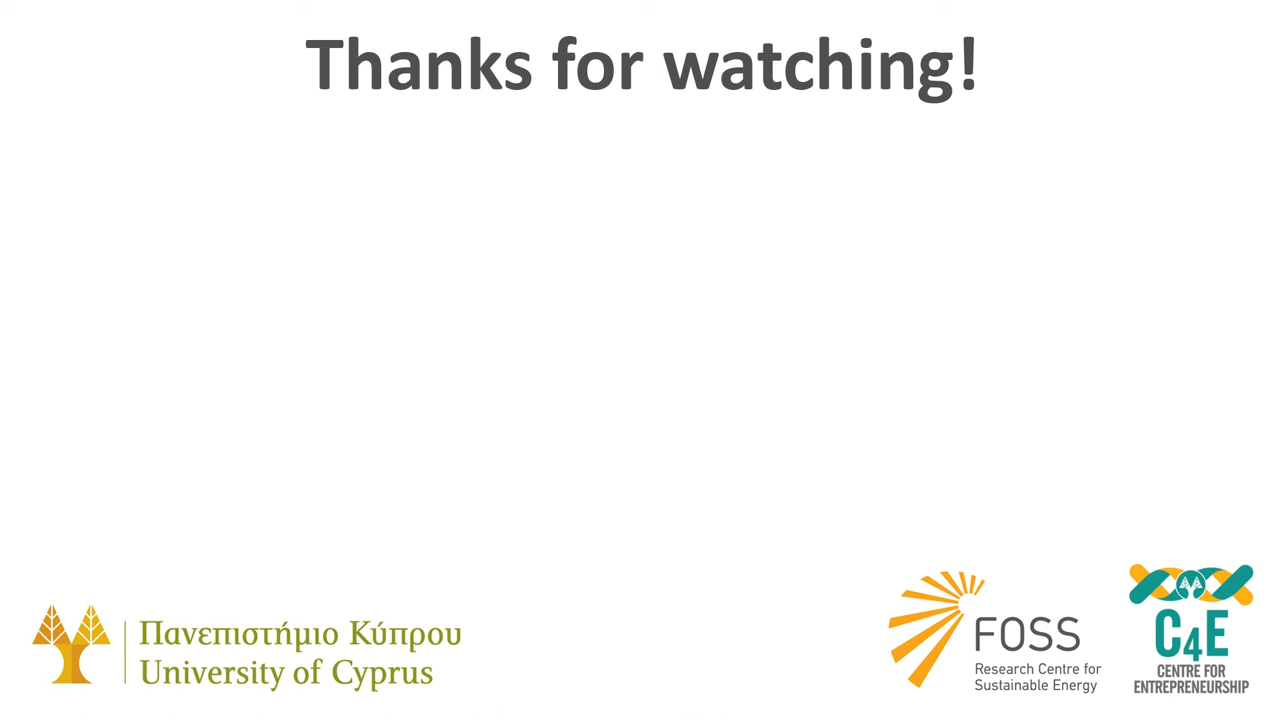 Thanks for watching!
Πανεπιστήμιο Κύπρου
University of Cyprus
FOSS
Research Centre for
Sustainable Energy
C4E
CENTRE FOR
ENTREPRENEURSHIP